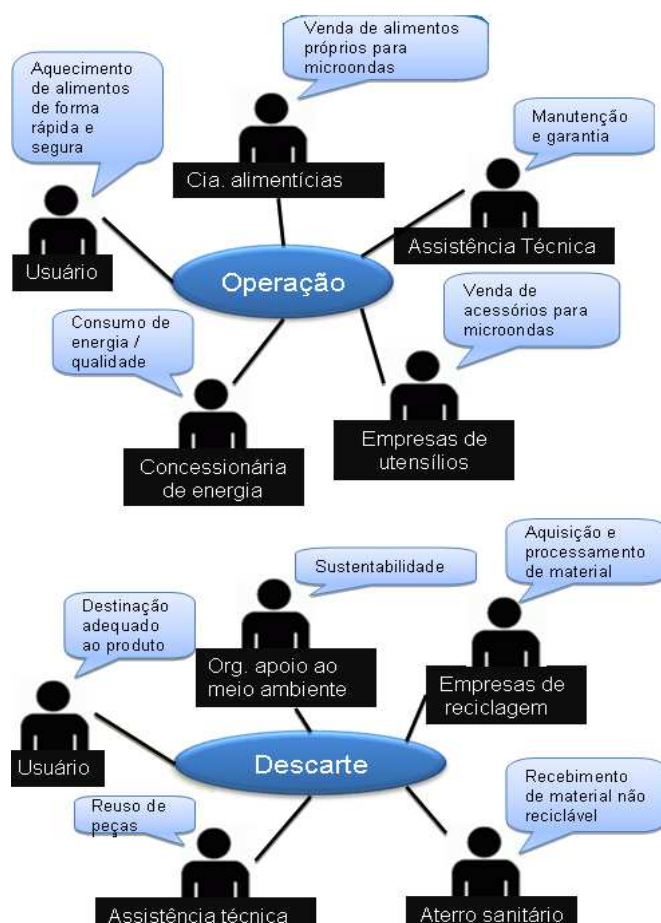 Venda de alimentos
próprios para
microondas
Aquecimento
de alimentos
de forma
rápida e
segura
Manutenção
e garantia
Cia. alimentícias
Usuário
Assistência Técnica
Operação
Venda de
acessórios para
microondas
Consumo de
energia /
qualidade
Empresas de
utensílios
Concessionária
de energia
Aquisição e
processamento
de material
Sustentabilidade
Destinação
adequado
ao produto
Org. apoio ao
meio ambiente
Empresas de
reciclagem
Usuário
Descarte
Recebimento
de material não
reciclável
Reuso de
peças
Assistência técnica
Aterro sanitário